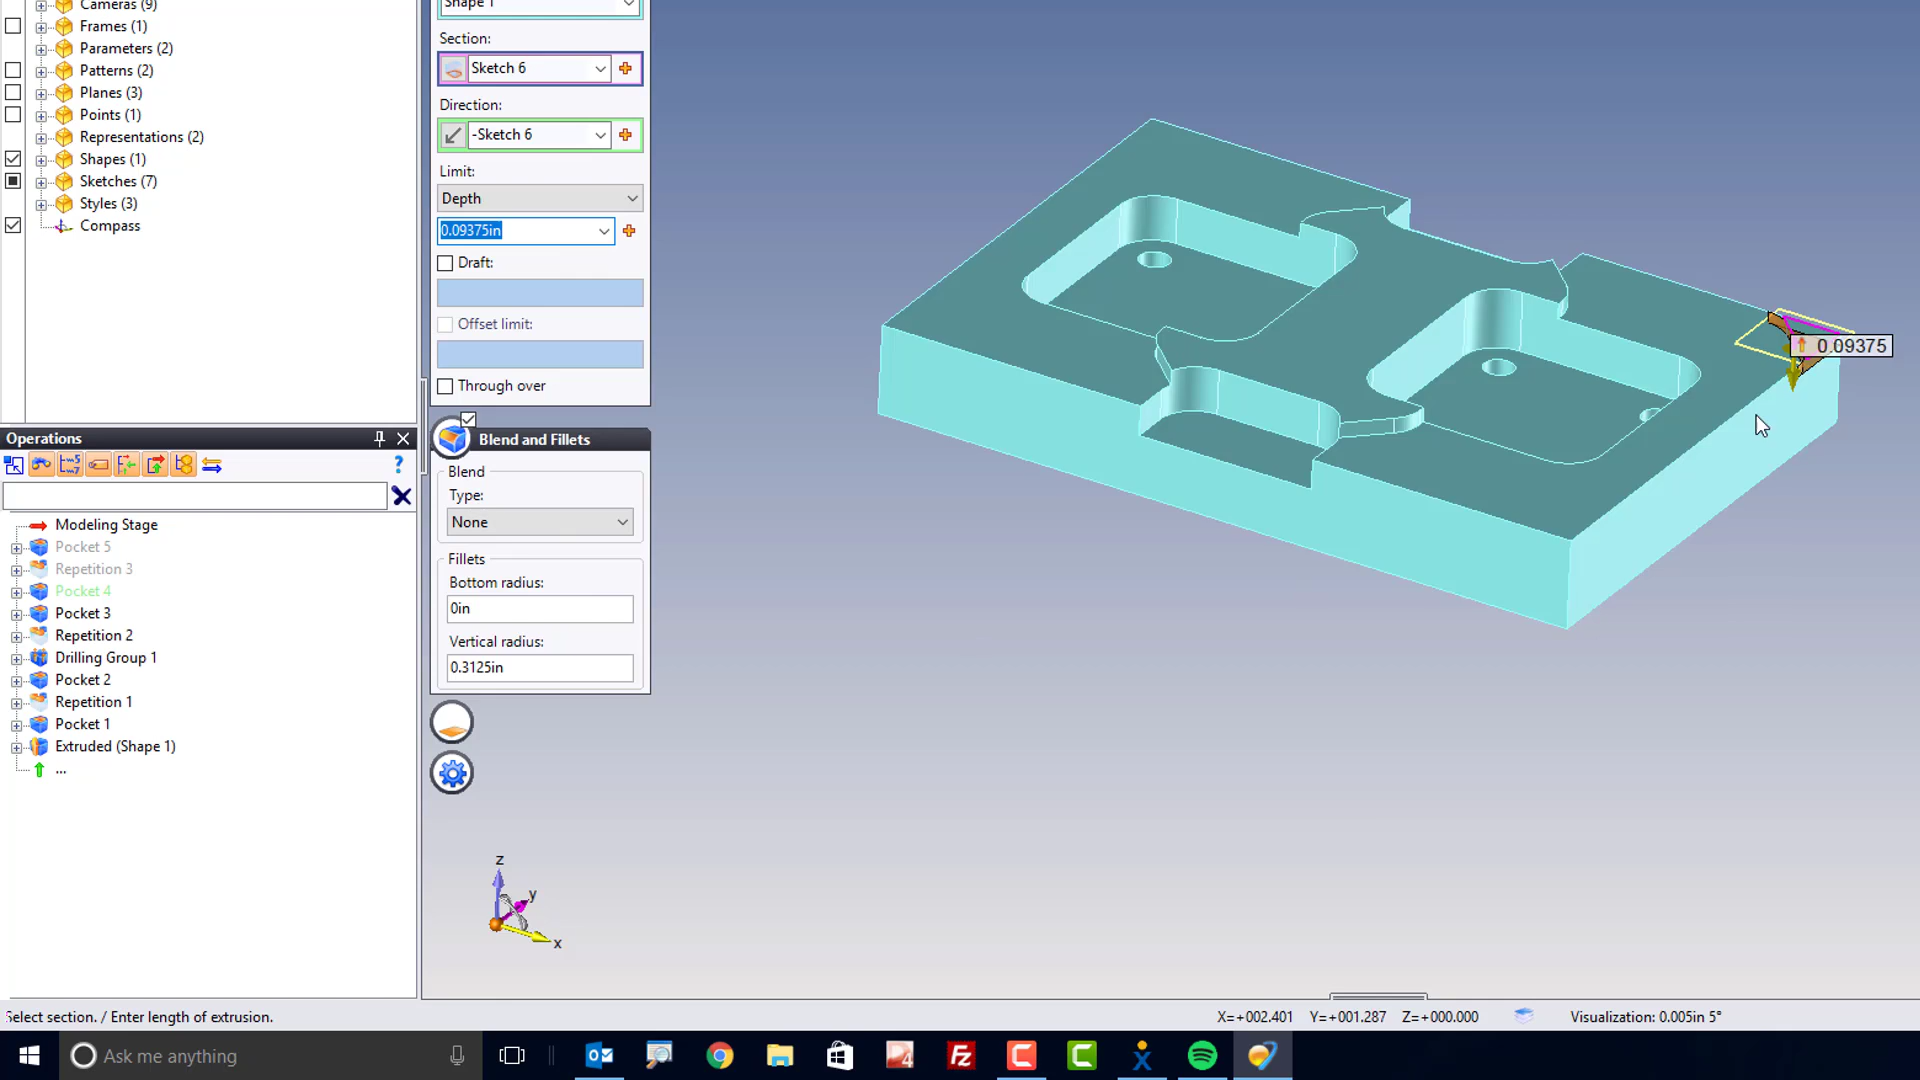 Cameras (9)
Frames (1)
Parameters (2)
Patterns (2)
Planes (3)
Points (1)
Representations (2)
Shapes (1)
Sketches (7)
Styles (3)
Compass
Operations
?
Modeling Stage
Pocket 5
Repetition 3
Pocket 4
Pocket 3
Repetition 2
Drilling Group 1
Pocket 2
Repetition 1
Pocket 1
Extruded (Shape 1)
...
Shape 1
Section:
Sketch 6
Direction:
-Sketch 6
Limit:
Depth
0.09375in
Draft:
Offset limit:
Through over
Blend and Fillets
Blend
Type:
None
Fillets
Bottom radius:
0in
Vertical radius:
0.3125in
0.09375
z
y
x
Select section. / Enter length of extrusion.
X=+002.401 Y=+001.287 Z=+000.000
Visualization: 0.005in 5°
Ask me anything